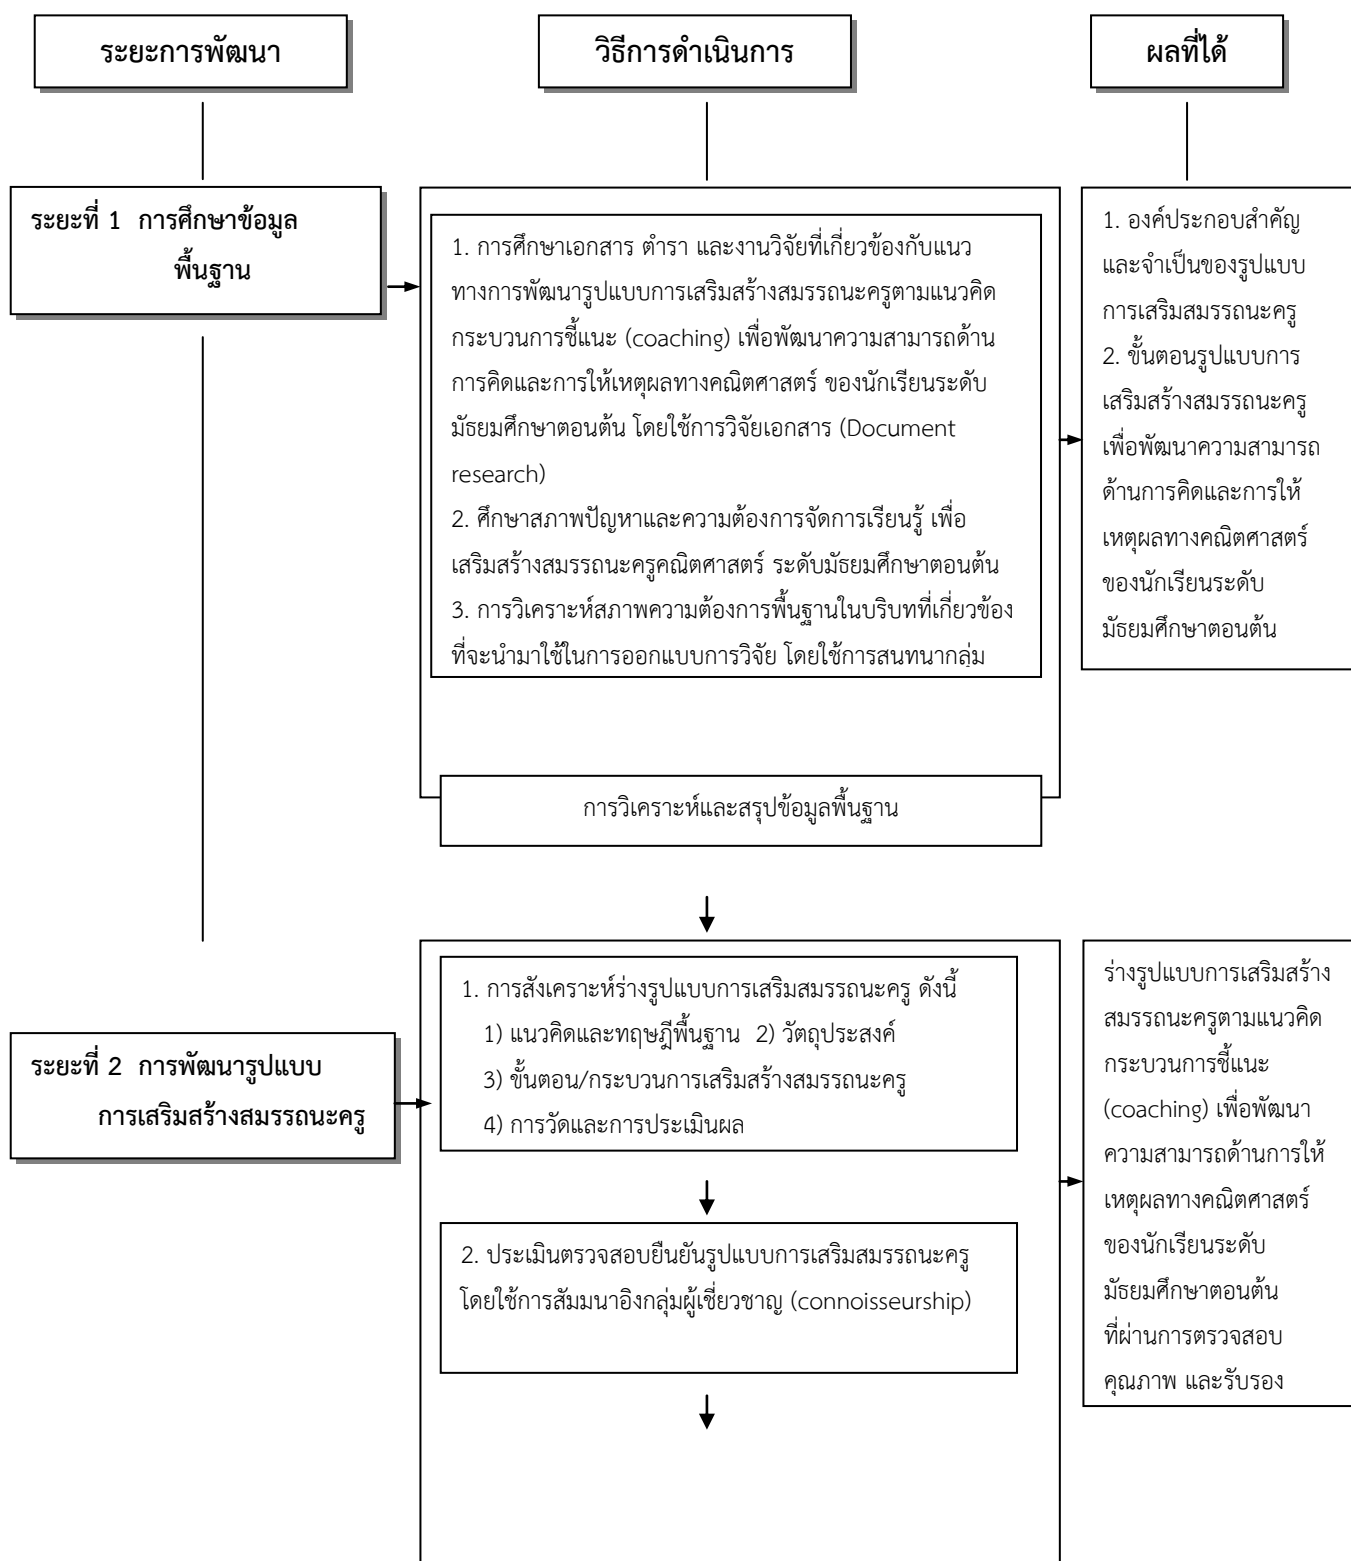 ระยะการพัฒนา
วิธีการดำเนินการ
ผลที่ได้
ระยะที่ 1 การศึกษาข้อมูล
พื้นฐาน
1. การศึกษาเอกสาร ตำรา และงานวิจัยที่เกี่ยวข้องกับแนว
ทางการพัฒนารูปแบบการเสริมสร้างสมรรถนะครูตามแนวคิด
กระบวนการชี้แนะ (coaching) เพื่อพัฒนาความสามารถด้าน
การคิดและการให้เหตุผลทางคณิตศาสตร์ ของนักเรียนระดับ
มัธยมศึกษาตอนต้น โดยใช้การวิจัยเอกสาร (Document
research)
2. ศึกษาสภาพปัญหาและความต้องการจัดการเรียนรู้ เพื่อ
เสริมสร้างสมรรถนะครูคณิตศาสตร์ ระดับมัธยมศึกษาตอนต้น
3. การวิเคราะห์สภาพความต้องการพื้นฐานในบริบทที่เกี่ยวข้อง
ที่จะนำมาใช้ในการออกแบบการวิจัย โดยใช้การสนทนากลุ่ม
1. องค์ประกอบสำคัญ
และจำเป็นของรูปแบบ
การเสริมสมรรถนะครู
2. ขั้นตอนรูปแบบการ
เสริมสร้างสมรรถนะครู
เพื่อพัฒนาความสามารถ
ด้านการคิดและการให้
เหตุผลทางคณิตศาสตร์
ของนักเรียนระดับ
มัธยมศึกษาตอนต้น
การวิเคราะห์และสรุปข้อมูลพื้นฐาน
ระยะที่ 2 การพัฒนารูปแบบ
การเสริมสร้างสมรรถนะครู
1. การสังเคราะห์ร่างรูปแบบการเสริมสมรรถนะครู ดังนี้
1) แนวคิดและทฤษฎีพื้นฐาน 2) วัตถุประสงค์
3) ขั้นตอน/กระบวนการเสริมสร้างสมรรถนะครู
4) การวัดและการประเมินผล
2. ประเมินตรวจสอบยืนยันรูปแบบการเสริมสมรรถนะครู
โดยใช้การสัมมนาอิงกลุ่มผู้เชี่ยวชาญ (connoisseurship)
ร่างรูปแบบการเสริมสร้าง
สมรรถนะครูตามแนวคิด
กระบวนการชี้แนะ
(coaching) เพื่อพัฒนา
ความสามารถด้านการให้
เหตุผลทางคณิตศาสตร์
ของนักเรียนระดับ
มัธยมศึกษาตอนต้น
ที่ผ่านการตรวจสอบ
คุณภาพ และรับรอง